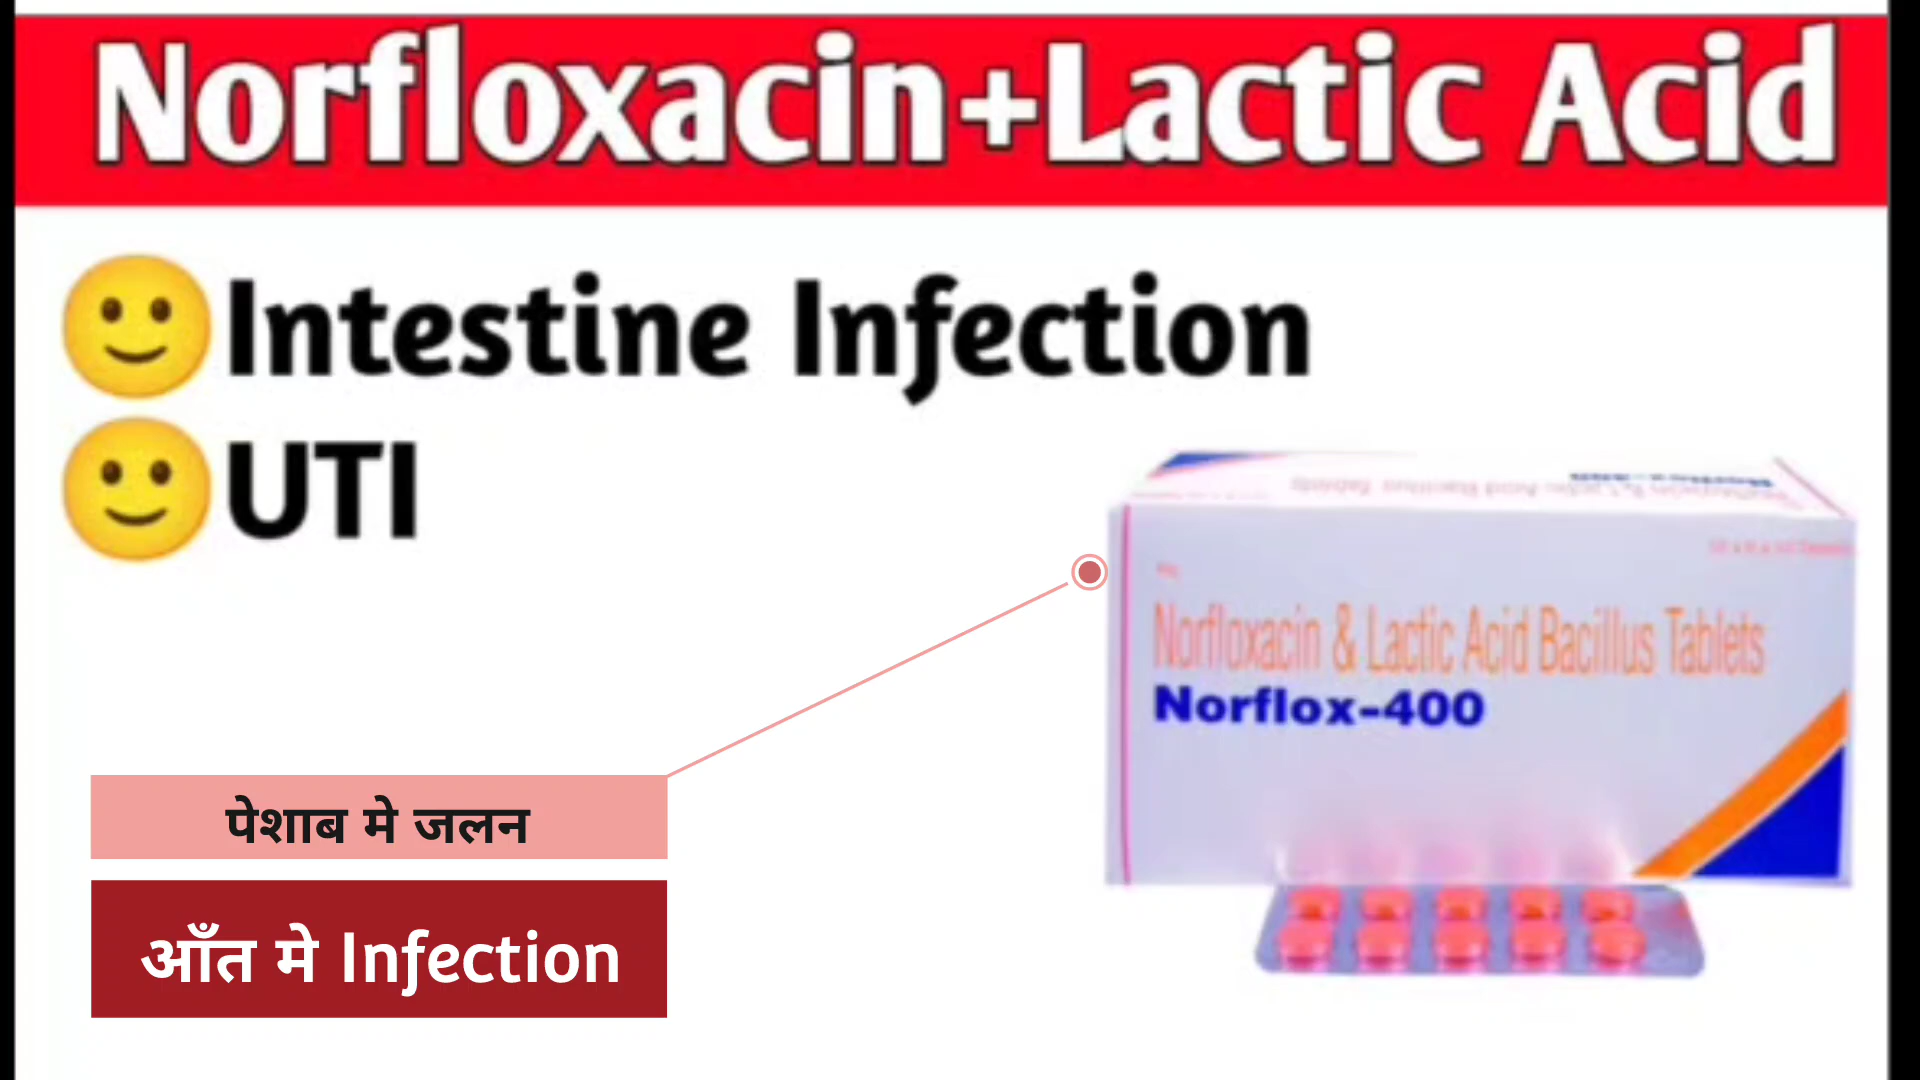 Norfloxacin+Lactic Acid
Intestine Infection
UTI
Norfloxacin & Lactic Acid Bacillus Tablets
Norflox-400
पेशाब मे जलन
आँत मे Infection